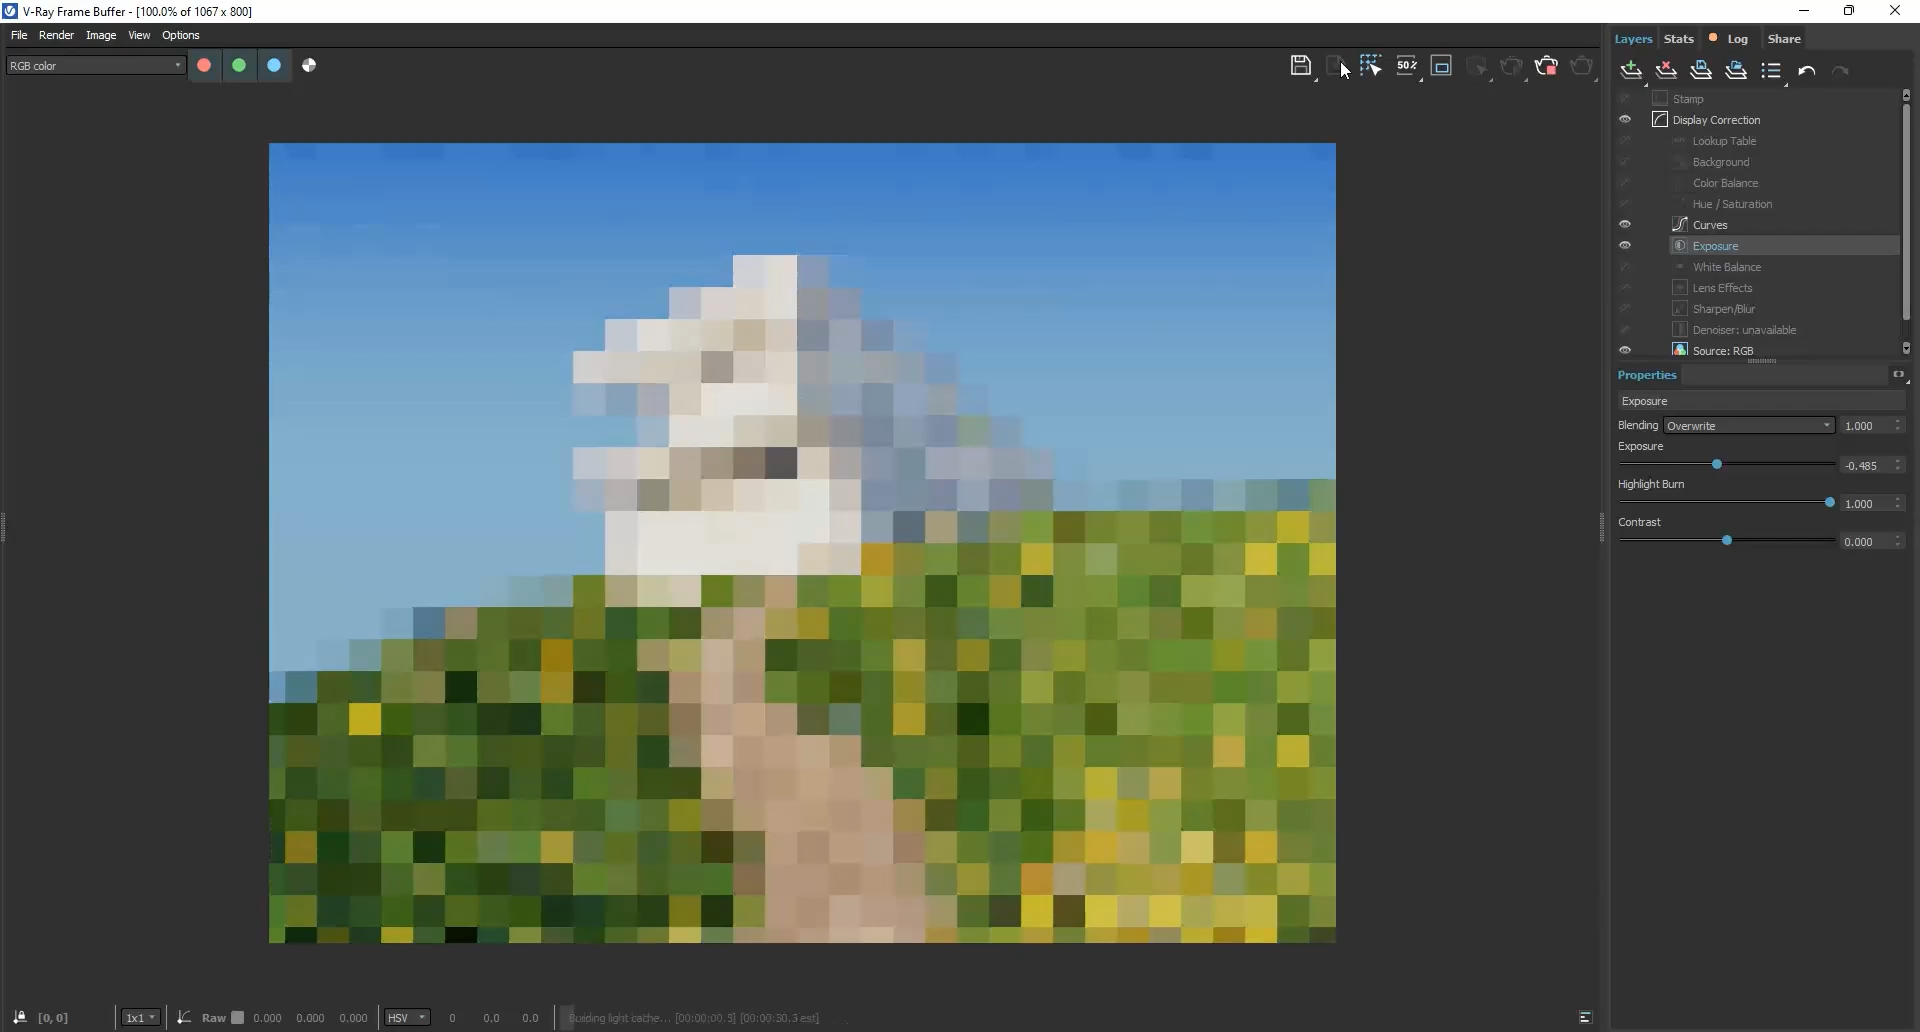 V-Ray Frame Buffer - [100.0% of 1067 x 800]
File Render Image View Options
Layers Stats Log Share
RGB color
50%
Stamp
Display Correction
Lookup Table
Background
Color Balance
Hue / Saturation
Curves
Exposure
White Balance
Lens Effects
Sharpen/Blur
Denoiser: unavailable
Source: RGB
Properties
Exposure
Blending Overwrite 1.000
Exposure
-0.485
Highlight Burn
1.000
Contrast
0.000
[0, 0] 1x1 Raw 0.000 0.000 0.000 HSV 0 0.0 0.0 Building light cache... [00:00:00.3] [00:00:30.3 est]